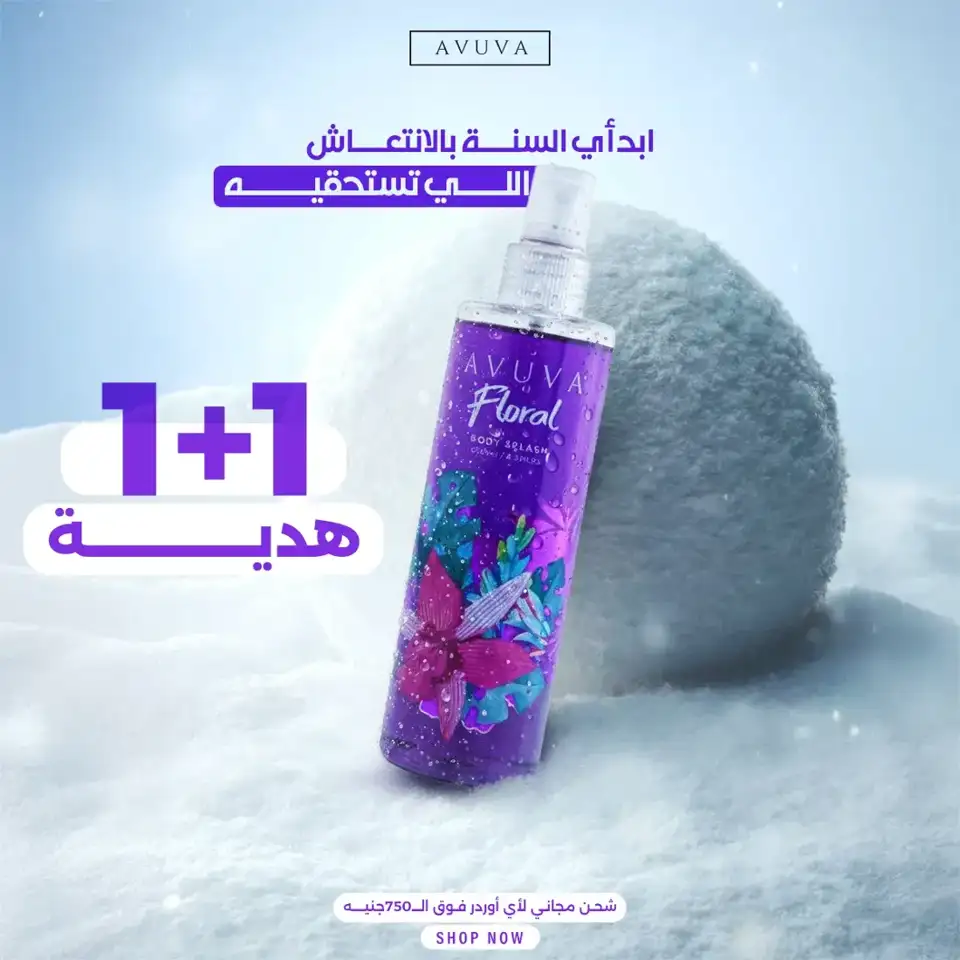 AVUVA
ابدأي السنة بالانتعاش
اللي تستحقيه
AVUVA
Floral
BODY SPLASH
1+1
هدية
شحن مجاني لأي أوردر فوق الـ750جنيه
SHOP NOW